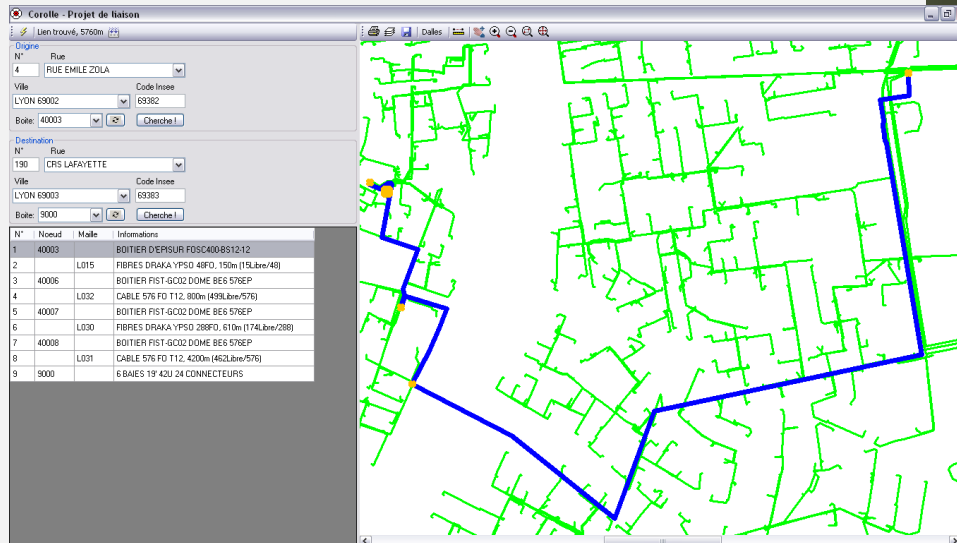 Corolle - Projet de liaison
Lien trouvé, 5760m
Dalles
Origine
N° Rue
4 RUE EMILE ZOLA
Ville Code Insee
LYON 69002 69382
Boite: 40003 Cherche !
Destination
N° Rue
190 CRS LAFAYETTE
Ville Code Insee
LYON 69003 69383
Boite: 9000 Cherche !
N° Noeud Maille Informations
1 40003 BOITIER D'EPISUR FOSC400-BS12-12
2 L015 FIBRES DRAKA YPSO 48FO, 150m (15Libre/48)
3 40006 BOITIER FIST-GC02 DOME BE6 576EP
4 L032 CABLE 576 FO T12, 800m (499Libre/576)
5 40007 BOITIER FIST-GC02 DOME BE6 576EP
6 L030 FIBRES DRAKA YPSO 288FO, 610m (174Libre/288)
7 40008 BOITIER FIST-GC02 DOME BE6 576EP
8 L031 CABLE 576 FO T12, 4200m (462Libre/576)
9 9000 6 BAIES 19' 42U 24 CONNECTEURS